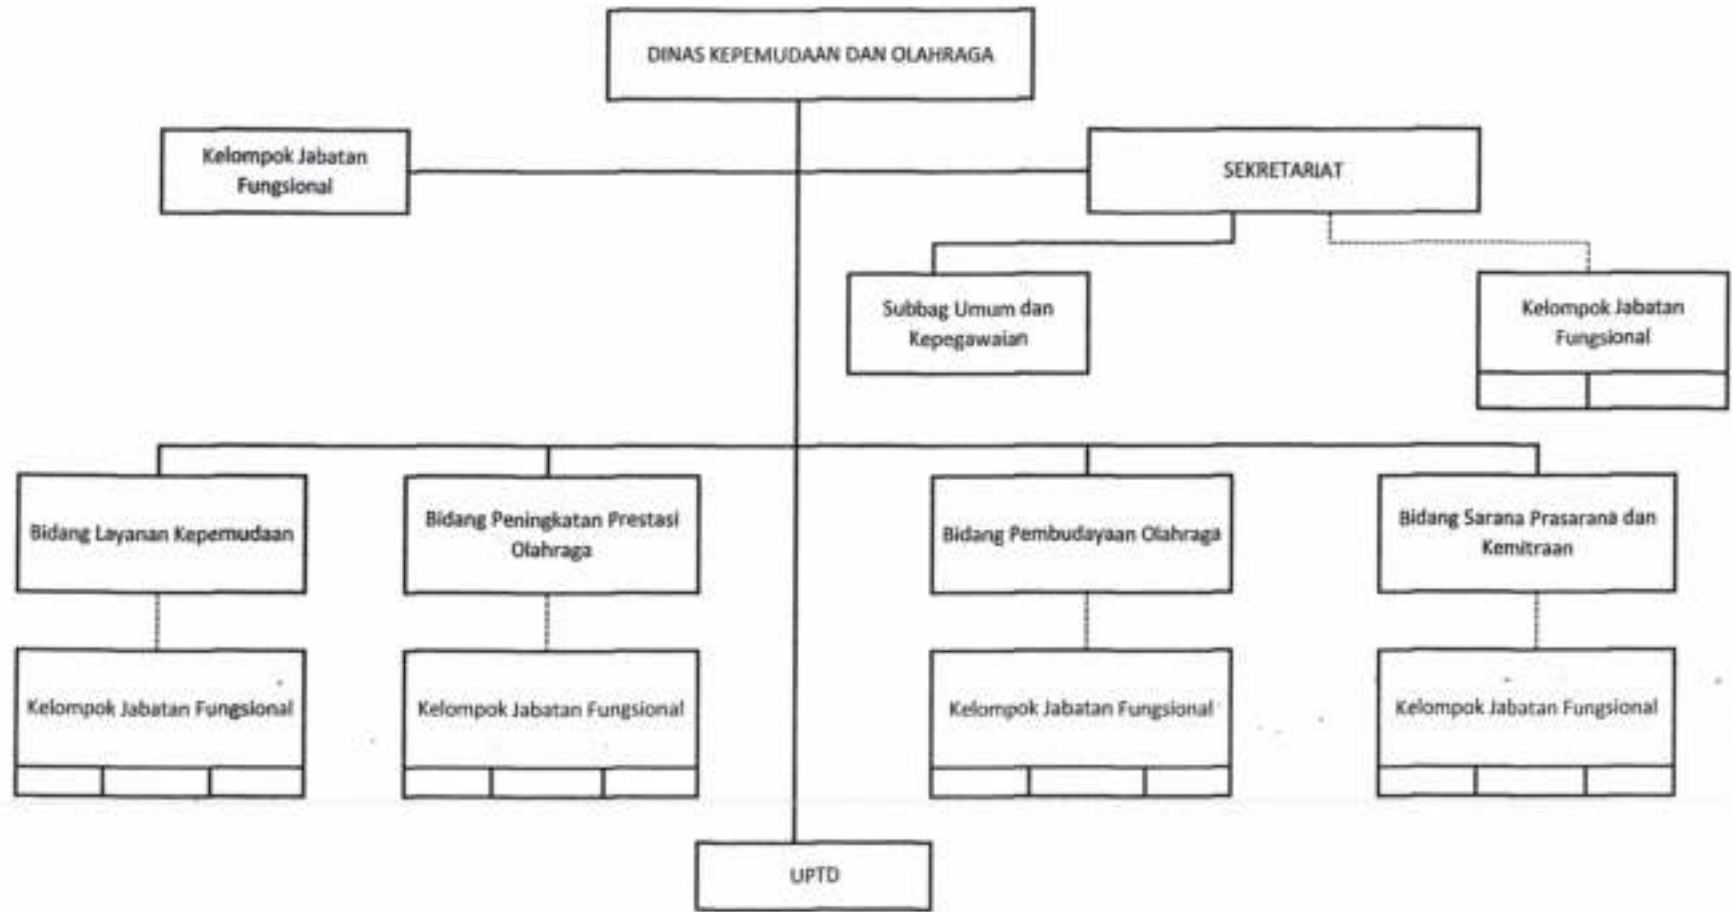 DINAS KEPEMUDAAN DAN OLAHRAGA
Kelompok Jabatan
Fungsional
SEKRETARIAT
Subbag Umum dan
Kepegawaian
Kelompok Jabatan
Fungsional
Bidang Layanan Kepemudaan
Bidang Peningkatan Prestasi
Olahraga
Bidang Pembudayaan Olahraga
Bidang Sarana Prasarana dan
Kemitraan
Kelompok Jabatan Fungsional
Kelompok Jabatan Fungsional
Kelompok Jabatan Fungsional
Kelompok Jabatan Fungsional
UPTD